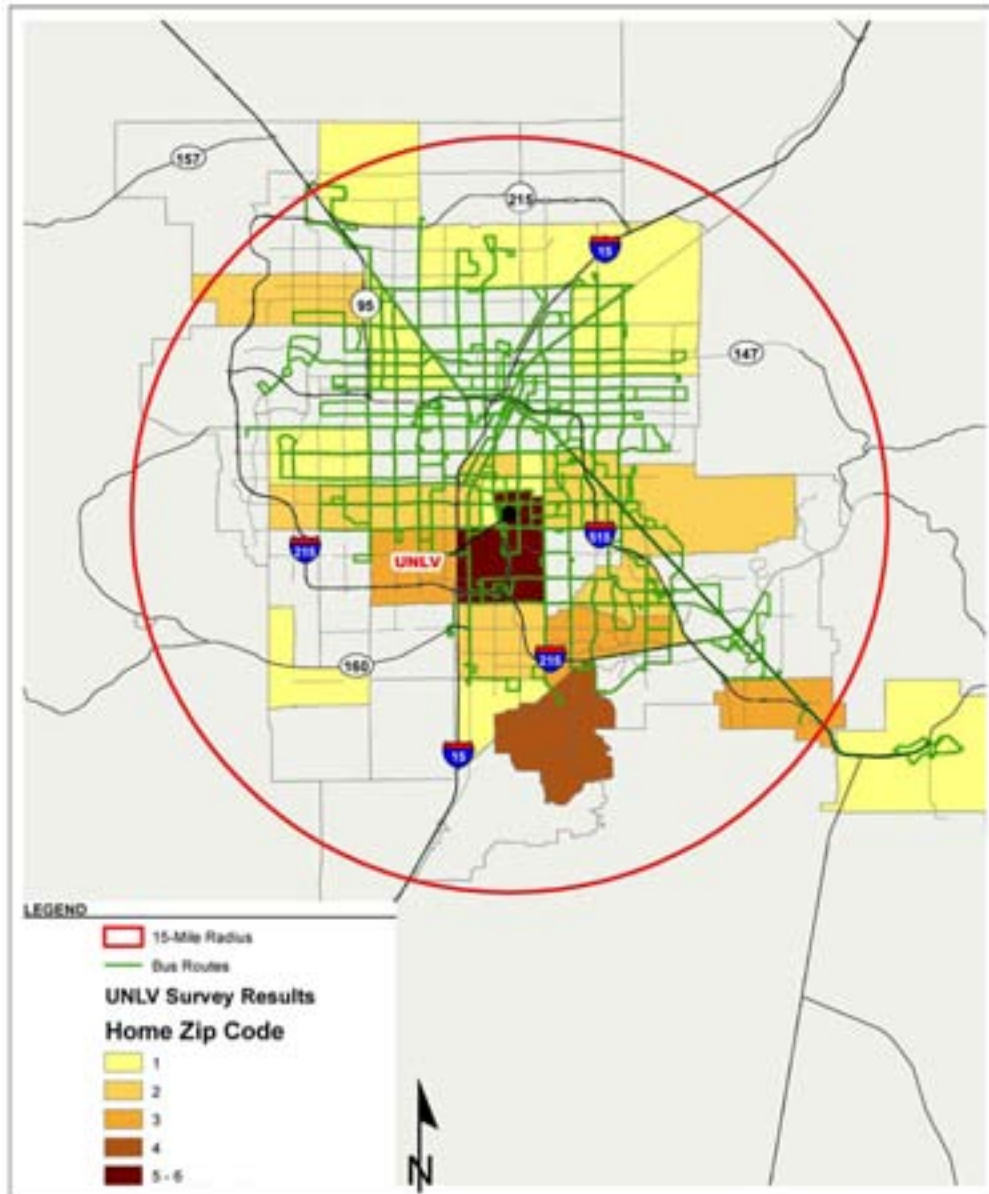 157
215
15
95
147
215
515
UNLV
160
215
15
LEGEND
15-Mile Radius
Bus Routes
UNLV Survey Results
Home Zip Code
1
2
3
4
5 - 6
N